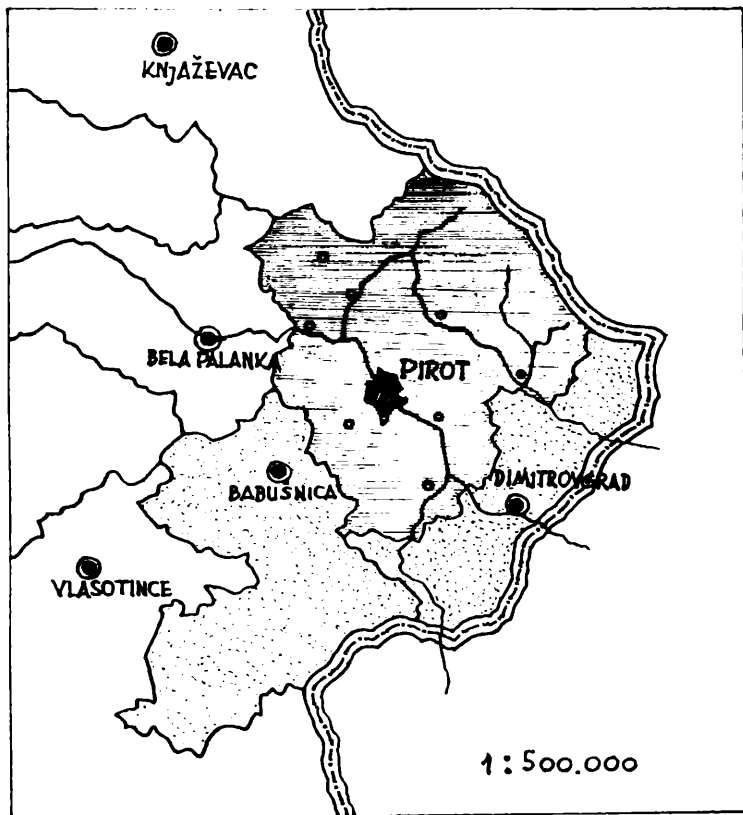 KNJAŽEVAC
BELA PALANKA
PIROT
BABUŠNICA
DIMITROVGRAD
VLASOTINCE
1:500.000